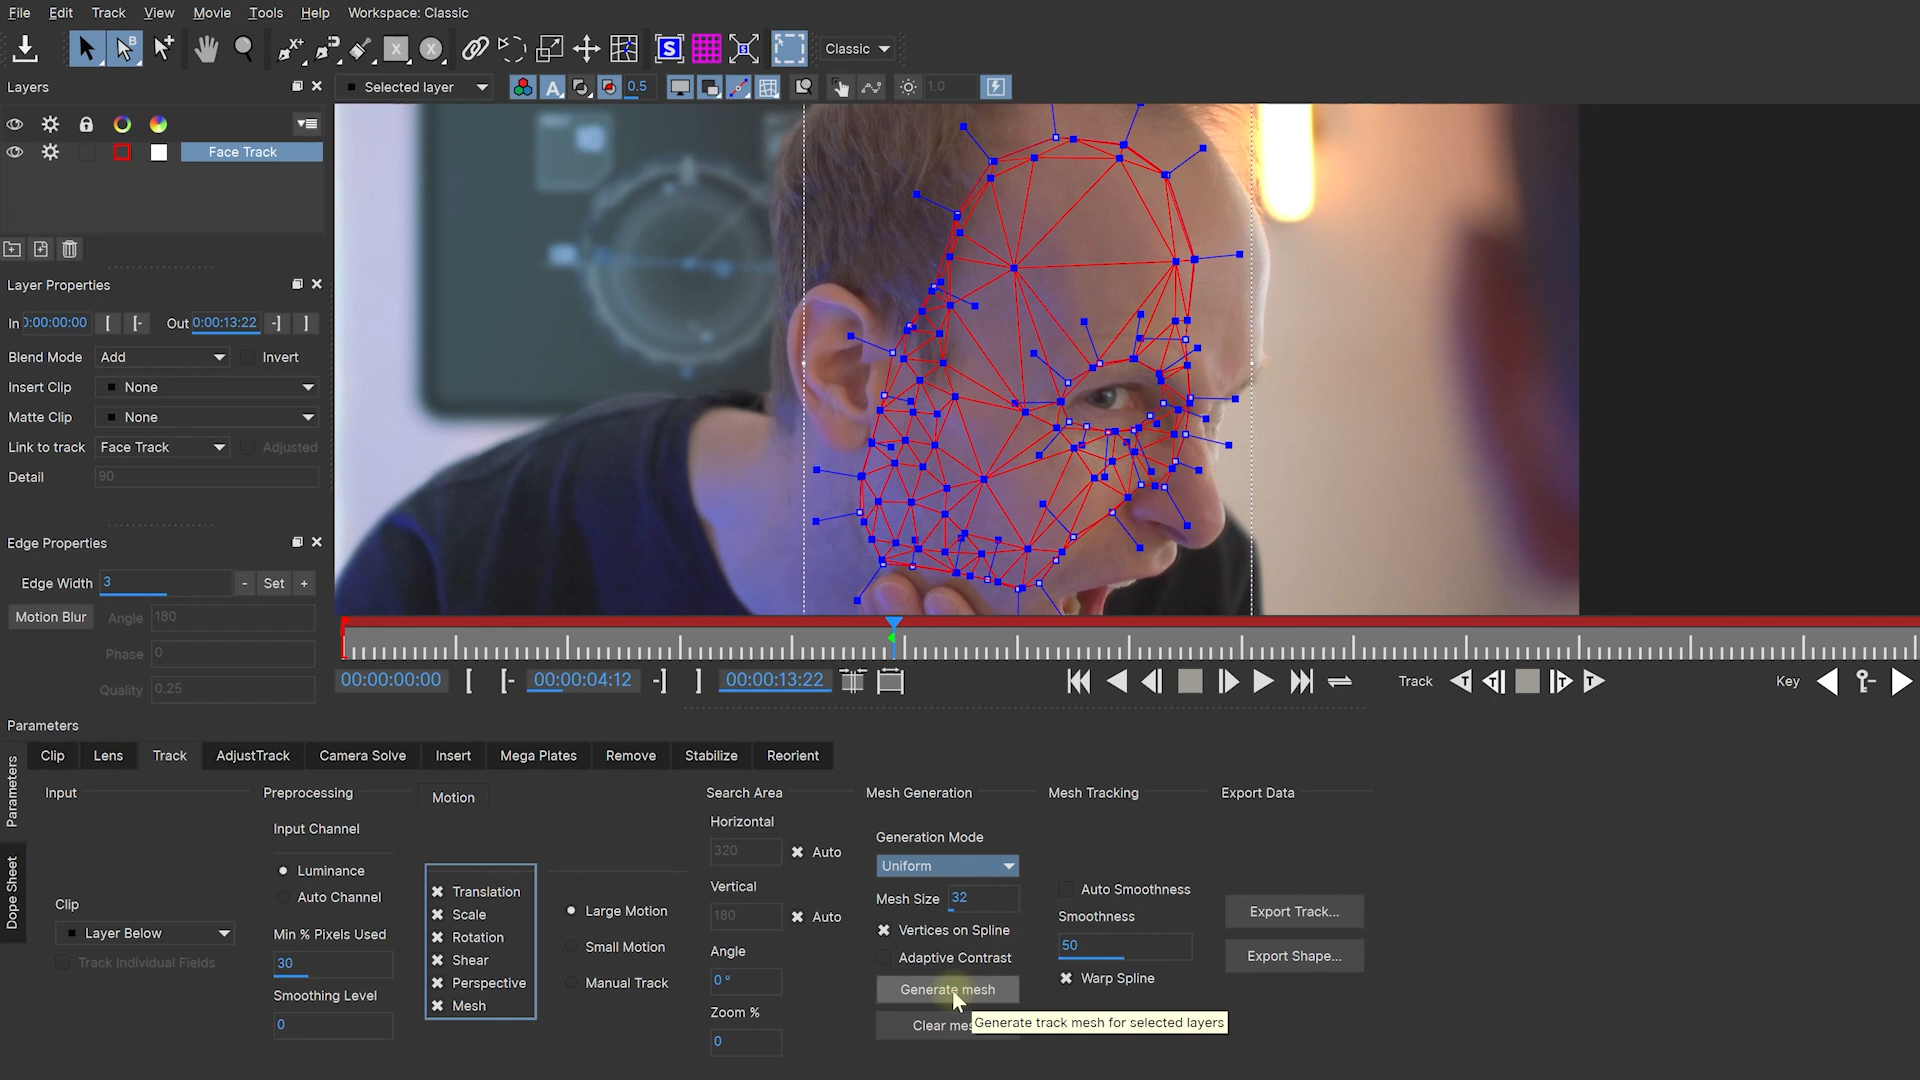 File Edit Track View Movie Tools Help Workspace: Classic
Classic
Layers
Selected layer
0.5
1.0
Face Track
Layer Properties
In 0:00:00:00 Out 0:00:13:22
Blend Mode Add Invert
Insert Clip None
Matte Clip None
Link to track Face Track Adjusted
Detail 90
Edge Properties
Edge Width 3 - Set +
Motion Blur Angle 180
Phase 0
Quality 0.25
00:00:00:00 00:00:04:12 00:00:13:22 Track Key
Parameters
Clip Lens Track AdjustTrack Camera Solve Insert Mega Plates Remove Stabilize Reorient
Parameters
Dope Sheet
Input
Clip
Layer Below
Track Individual Fields
Preprocessing
Input Channel
Luminance
Auto Channel
Min % Pixels Used
30
Smoothing Level
0
Motion
Translation
Scale
Rotation
Shear
Perspective
Mesh
Large Motion
Small Motion
Manual Track
Search Area
Horizontal
320 Auto
Vertical
180 Auto
Angle
0 °
Zoom %
0
Mesh Generation
Generation Mode
Uniform
Mesh Size 32
Vertices on Spline
Adaptive Contrast
Generate mesh
Clear mes
Generate track mesh for selected layers
Mesh Tracking
Auto Smoothness
Smoothness
50
Warp Spline
Export Data
Export Track...
Export Shape...